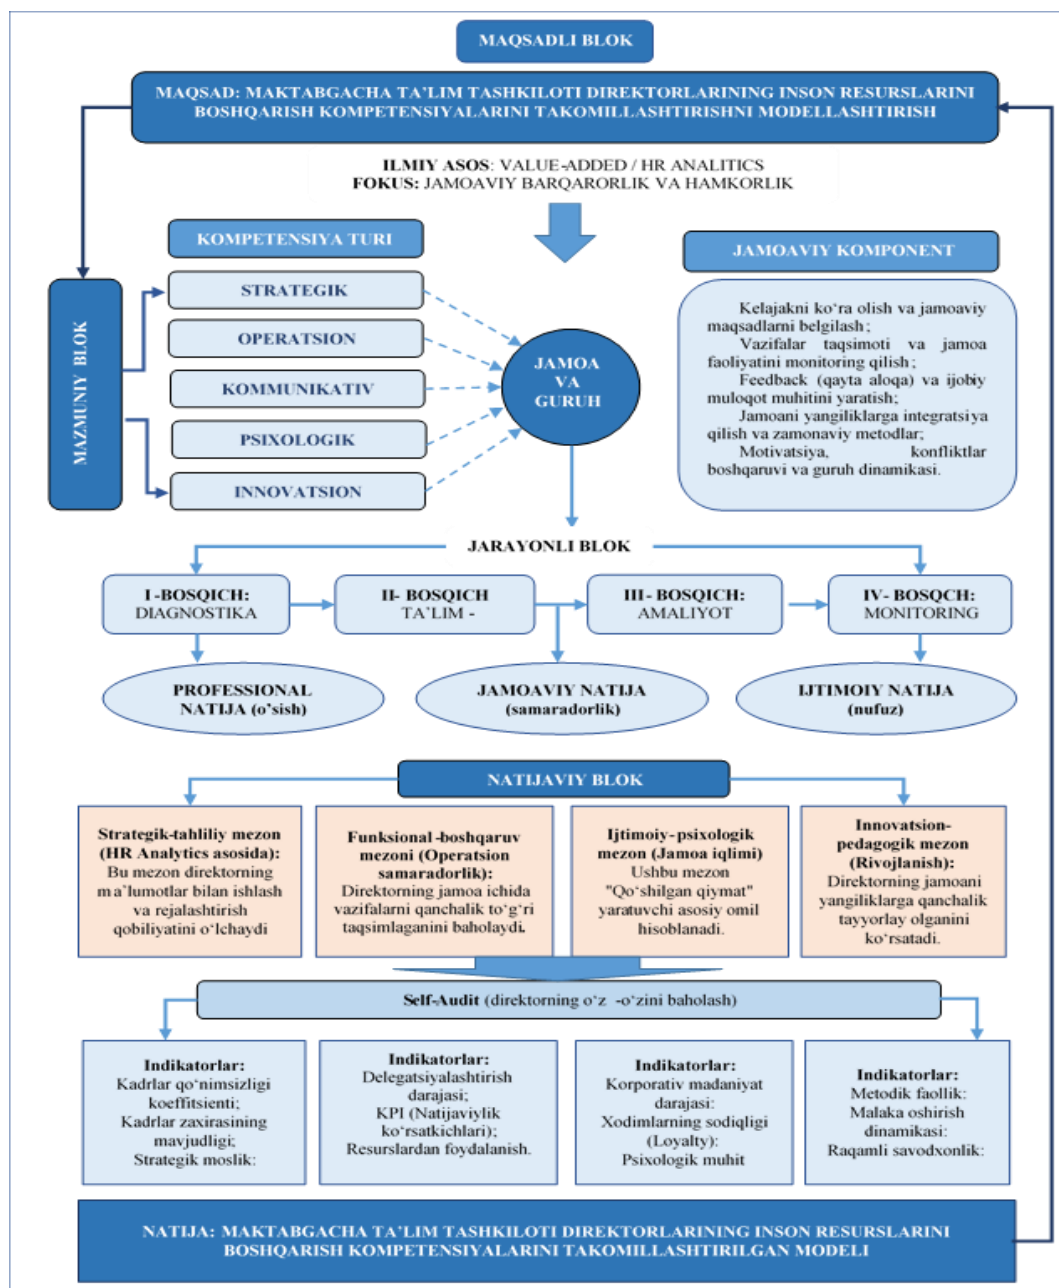 MAQSADLI BLOK
MAQSAD: MAKTABGACHA TA’LIM TASHKILOTI DIREKTORLARINING INSON RESURSLARINI
BOSHQARISH KOMPETENSIYALARINI TAKOMILLASHTIRISHNI MODELLASHTIRISH
ILMIY ASOS: VALUE-ADDED / HR ANALITICS
FOKUS: JAMOAVIY BARQARORLIK VA HAMKORLIK
KOMPETENSIYA TURI
STRATEGIK
OPERATSION
KOMMUNIKATIV
PSIXOLOGIK
INNOVATSION
MAZMUNIY BLOK
JAMOA
VA
GURUH
JAMOAVIY KOMPONENT
Kelajakni ko‘ra olish va jamoaviy
maqsadlarni belgilash;
Vazifalar taqsimoti va jamoa
faoliyatini monitoring qilish;
Feedback (qayta aloqa) va ijobiy
muloqot muhitini yaratish;
Jamoani yangiliklarga integratsiya
qilish va zamonaviy metodlar;
Motivatsiya, konfliktlar
boshqaruvi va guruh dinamikasi.
JARAYONLI BLOK
I -BOSQICH:
DIAGNOSTIKA
II- BOSQICH
TA’LIM -
III- BOSQICH:
AMALIYOT
IV- BOSQCH:
MONITORING
PROFESSIONAL
NATIJA (o’sish)
JAMOAVIY NATIJA
(samaradorlik)
IJTIMOIY NATIJA
(nufuz)
NATIJAVIY BLOK
Strategik-tahliliy mezon
(HR Analytics asosida):
Bu mezon direktorning
ma`lumotlar bilan ishlash
va rejalashtirish
qobiliyatini o‘lchaydi
Funksional-boshqaruv
mezoni (Operatsion
samaradorlik):
Direktorning jamoa ichida
vazifalarni qanchalik to‘g‘ri
taqsimlaganini baholaydi.
Ijtimoiy-psixologik
mezon (Jamoa iqlimi)
Ushbu mezon
"Qo‘shilgan qiymat"
yaratuvchi asosiy omil
hisoblanadi.
Innovatsion-
pedagogik mezon
(Rivojlanish):
Direktorning jamoani
yangiliklarga qanchalik
tayyorlay olganini
ko‘rsatadi.
Self-Audit (direktorning o‘z -o‘zini baholash)
Indikatorlar:
Kadrlar qo‘nimsizligi
koeffitsienti;
Kadrlar zaxirasining
mavjudligi;
Strategik moslik:
Indikatorlar:
Delegatsiyalashtirish
darajasi;
KPI (Natijaviylik
ko‘rsatkichlari);
Resurslardan foydalanish.
Indikatorlar:
Korporativ madaniyat
darajasi:
Xodimlarning sodiqligi
(Loyalty):
Psixologik muhit
Indikatorlar:
Metodik faollik:
Malaka oshirish
dinamikasi:
Raqamli savodxonlik:
NATIJA: MAKTABGACHA TA’LIM TASHKILOTI DIREKTORLARINING INSON RESURSLARINI
BOSHQARISH KOMPETENSIYALARINI TAKOMILLASHTIRILGAN MODELI